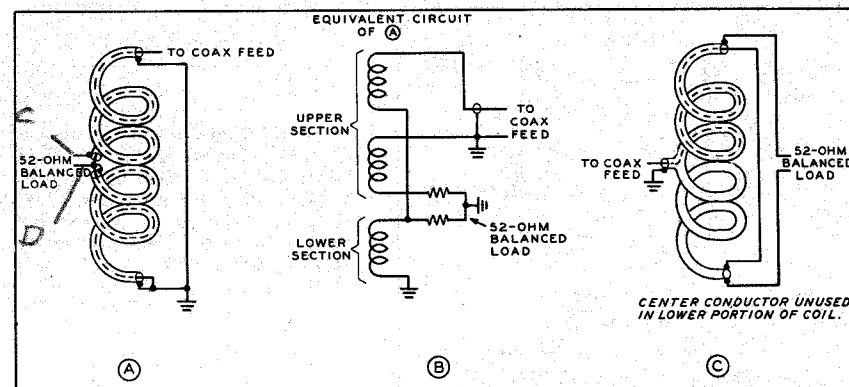 TO COAX FEED
C
52-OHM
BALANCED
LOAD
D
A
EQUIVALENT CIRCUIT
OF A
UPPER
SECTION
TO
COAX
FEED
LOWER
SECTION
52-OHM
BALANCED
LOAD
B
TO COAX
FEED
52-OHM
BALANCED
LOAD
CENTER CONDUCTOR UNUSED
IN LOWER PORTION OF COIL.
C